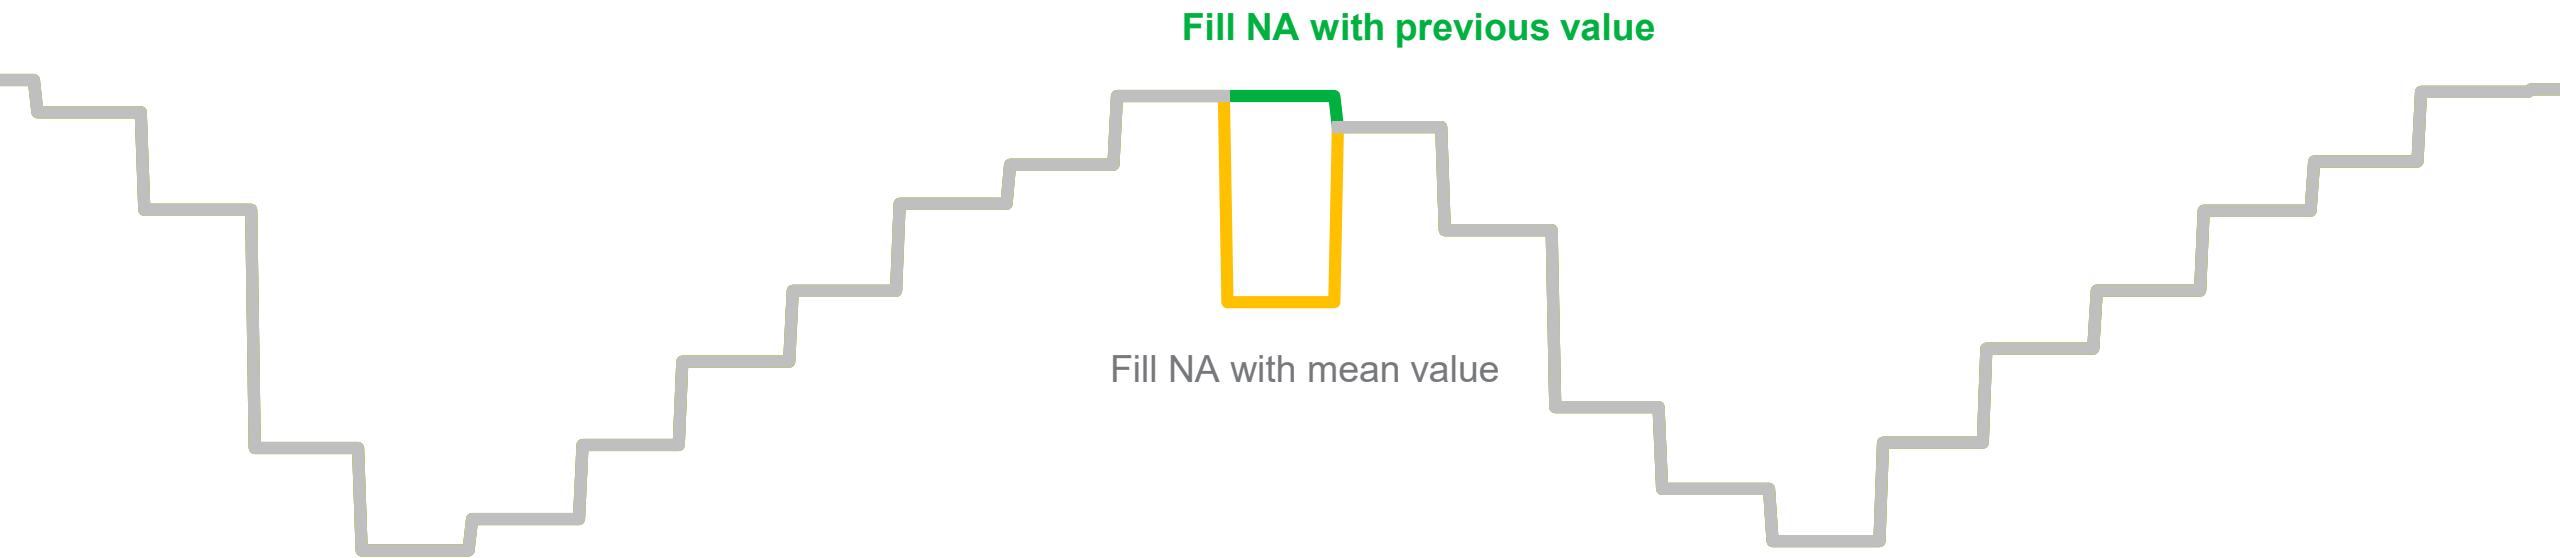 Fill NA with previous value
Fill NA with mean value